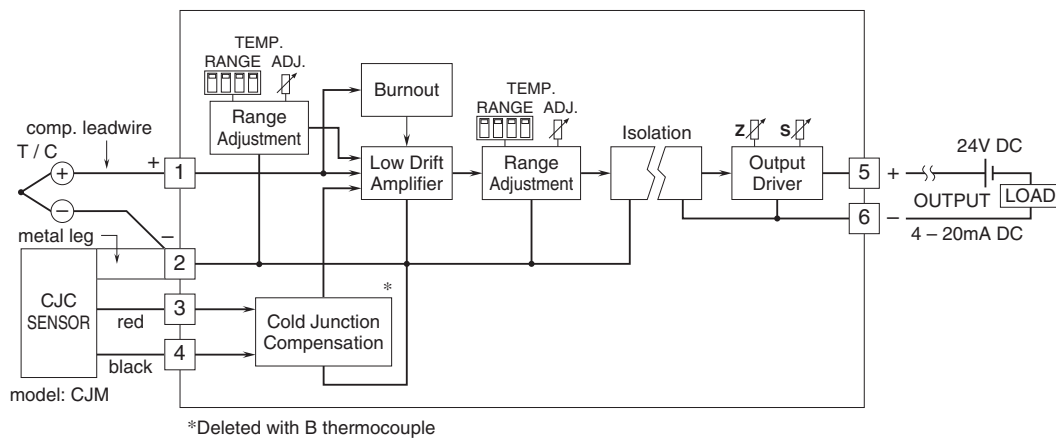 TEMP.
RANGE ADJ.
Range
Adjustment
Burnout
TEMP.
RANGE ADJ.
comp. leadwire
T / C
+
+
−
−
1
Low Drift
Amplifier
Range
Adjustment
Isolation
Z
S
Output
Driver
5
+
24V DC
OUTPUT
LOAD
6
−
4 – 20mA DC
metal leg
2
CJC
SENSOR
red
3
black
4
Cold Junction
Compensation
*
model: CJM
*Deleted with B thermocouple